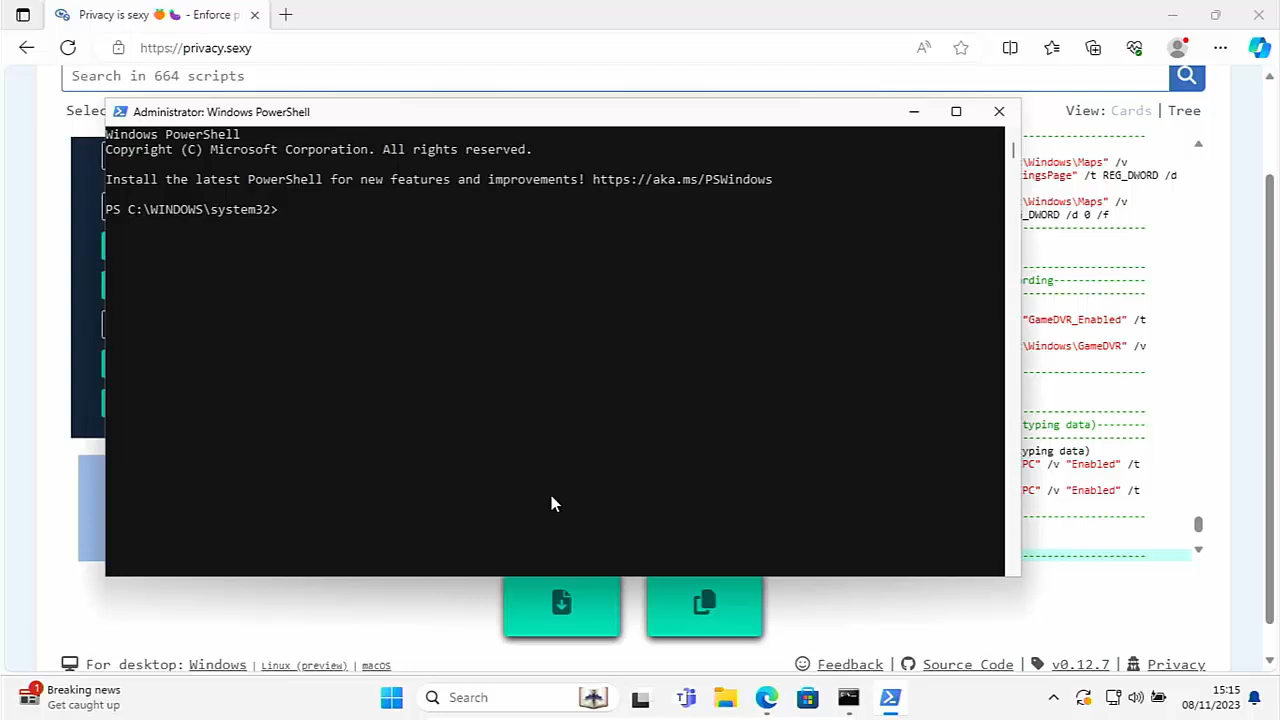 Privacy is sexy 🍑🍆 - Enforce p
https://privacy.sexy
Search in 664 scripts
Selec
View: Cards | Tree
Administrator: Windows PowerShell
Windows PowerShell
Copyright (C) Microsoft Corporation. All rights reserved.
Install the latest PowerShell for new features and improvements! https://aka.ms/PSWindows
PS C:\WINDOWS\system32>
\Windows\Maps" /v
ingsPage" /t REG_DWORD /d
\Windows\Maps" /v
G_DWORD /d 0 /f
rding--------------
"GameDVR_Enabled" /t
\Windows\GameDVR" /v
typing data)-------
yping data)
PC" /v "Enabled" /t
PC" /v "Enabled" /t
For desktop: Windows | Linux (preview) | macOS
Feedback | Source Code | v0.12.7 | Privacy
1
Breaking news
Get caught up
Search
15:15
08/11/2023